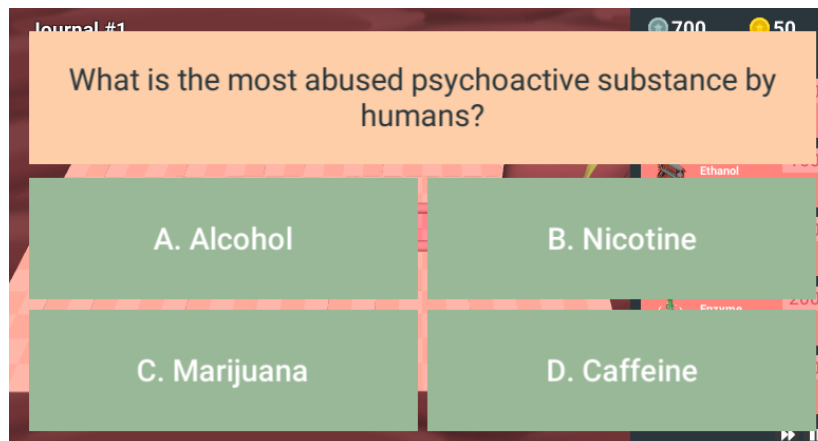 Journal #1
700
50
What is the most abused psychoactive substance by
humans?
Ethanol
A. Alcohol
B. Nicotine
Enzyme
C. Marijuana
D. Caffeine